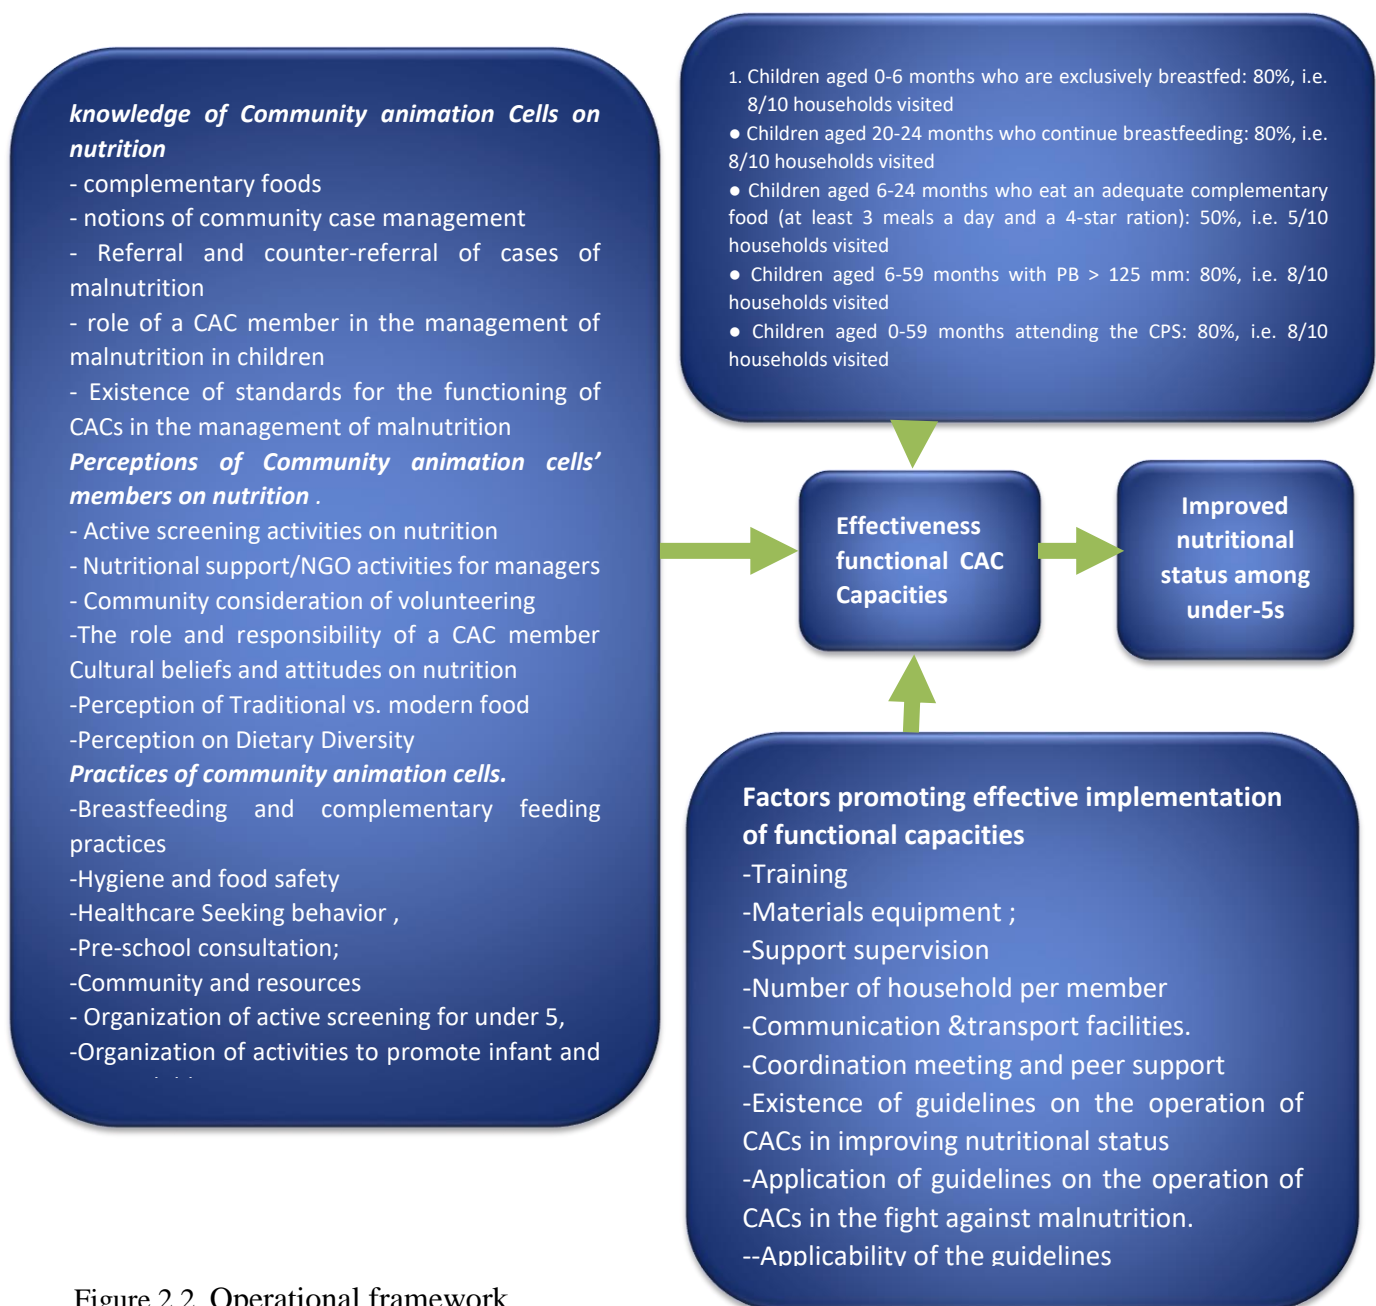 knowledge of Community animation Cells on
nutrition
- complementary foods
- notions of community case management
- Referral and counter-referral of cases of
malnutrition
- role of a CAC member in the management of
malnutrition in children
- Existence of standards for the functioning of
CACs in the management of malnutrition
Perceptions of Community animation cells’
members on nutrition .
- Active screening activities on nutrition
- Nutritional support/NGO activities for managers
- Community consideration of volunteering
-The role and responsibility of a CAC member
Cultural beliefs and attitudes on nutrition
-Perception of Traditional vs. modern food
-Perception on Dietary Diversity
Practices of community animation cells.
-Breastfeeding and complementary feeding
practices
-Hygiene and food safety
-Healthcare Seeking behavior ,
-Pre-school consultation;
-Community and resources
- Organization of active screening for under 5,
-Organization of activities to promote infant and
1. Children aged 0-6 months who are exclusively breastfed: 80%, i.e.
8/10 households visited
● Children aged 20-24 months who continue breastfeeding: 80%, i.e.
8/10 households visited
● Children aged 6-24 months who eat an adequate complementary
food (at least 3 meals a day and a 4-star ration): 50%, i.e. 5/10
households visited
● Children aged 6-59 months with PB > 125 mm: 80%, i.e. 8/10
households visited
● Children aged 0-59 months attending the CPS: 80%, i.e. 8/10
households visited
Effectiveness
functional CAC
Capacities
Improved
nutritional
status among
under-5s
Factors promoting effective implementation
of functional capacities
-Training
-Materials equipment ;
-Support supervision
-Number of household per member
-Communication &transport facilities.
-Coordination meeting and peer support
-Existence of guidelines on the operation of
CACs in improving nutritional status
-Application of guidelines on the operation of
CACs in the fight against malnutrition.
--Applicability of the guidelines
Figure 2.2. Operational framework